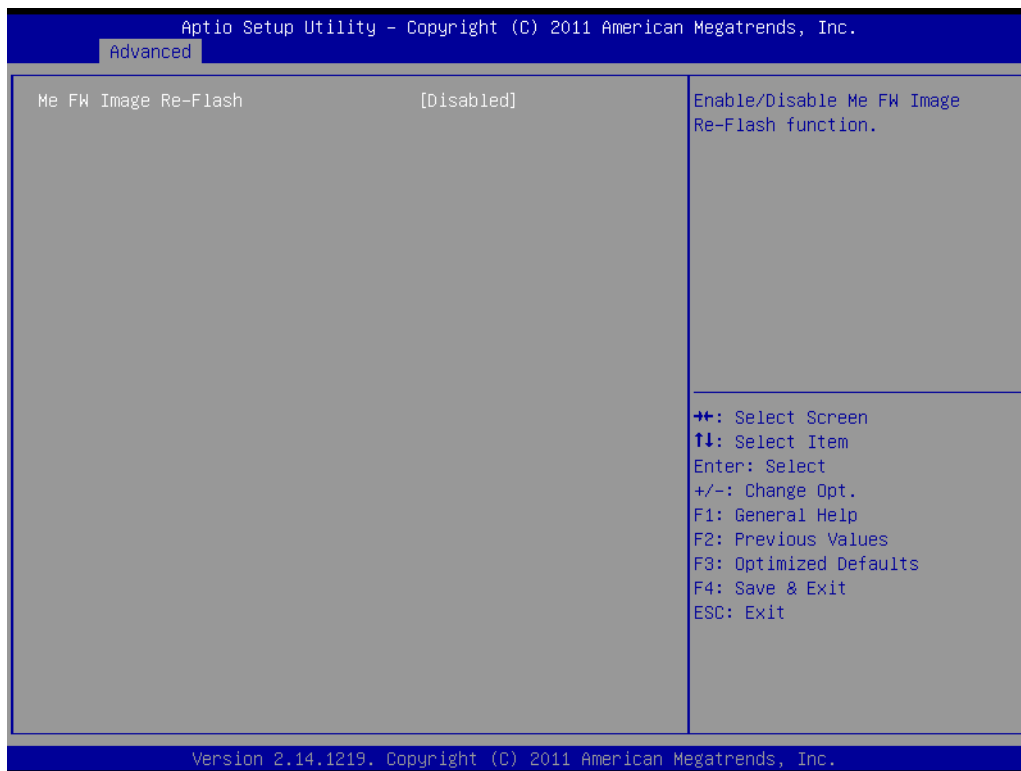 Aptio Setup Utility – Copyright (C) 2011 American Megatrends, Inc.
Advanced
Me FW Image Re-Flash [Disabled]
Enable/Disable Me FW Image
Re-Flash function.
→←: Select Screen
↑↓: Select Item
Enter: Select
+/-: Change Opt.
F1: General Help
F2: Previous Values
F3: Optimized Defaults
F4: Save & Exit
ESC: Exit
Version 2.14.1219. Copyright (C) 2011 American Megatrends, Inc.